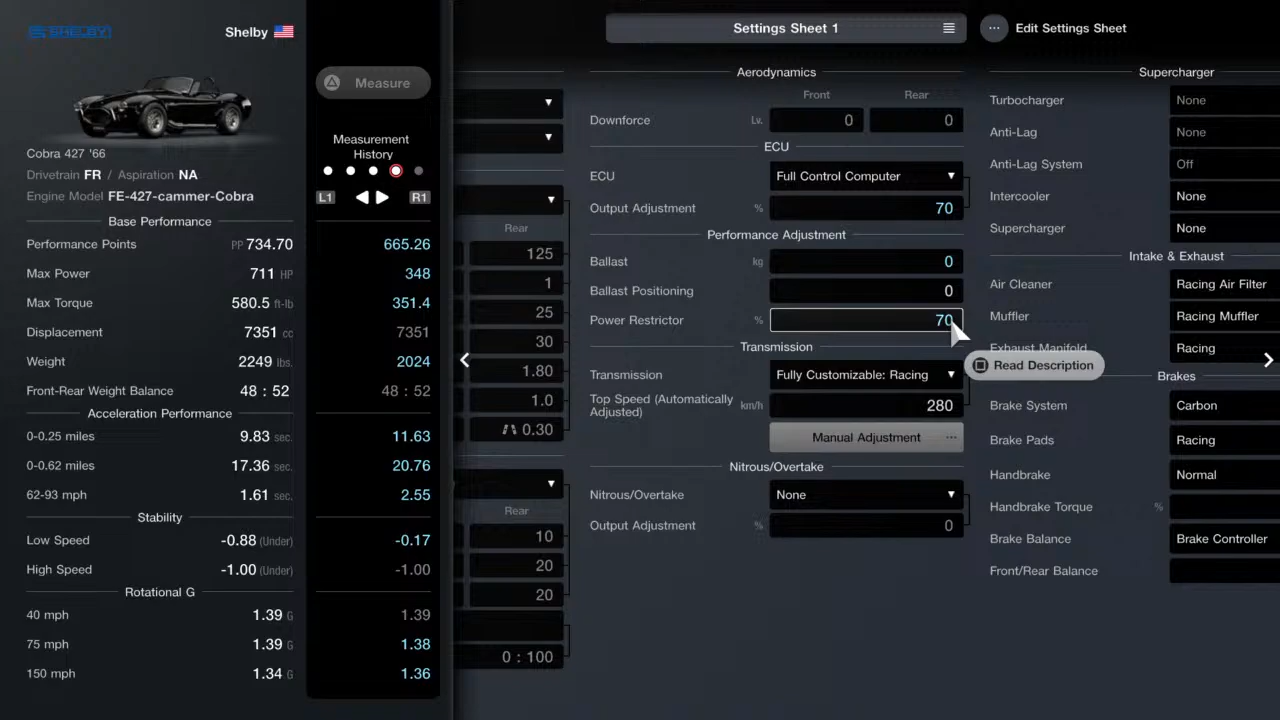 SHELBY
Shelby
Cobra 427 '66
Drivetrain FR / Aspiration NA
Engine Model FE-427-cammer-Cobra
Base Performance
Performance Points PP 734.70
Max Power 711 HP
Max Torque 580.5 ft-lb
Displacement 7351 cc
Weight 2249 lbs.
Front-Rear Weight Balance 48 : 52
Acceleration Performance
0-0.25 miles 9.83 sec.
0-0.62 miles 17.36 sec.
62-93 mph 1.61 sec.
Stability
Low Speed -0.88 (Under)
High Speed -1.00 (Under)
Rotational G
40 mph 1.39 G
75 mph 1.39 G
150 mph 1.34 G
Measure
Measurement
History
L1 R1
665.26
348
351.4
7351
2024
48 : 52
11.63
20.76
2.55
-0.17
-1.00
1.39
1.38
1.36
Rear
125
1
25
30
1.80
1.0
0.30
Rear
10
20
20
0 : 100
Settings Sheet 1
Edit Settings Sheet
Aerodynamics
Front Rear
Downforce Lv. 0 0
ECU
ECU Full Control Computer
Output Adjustment % 70
Performance Adjustment
Ballast kg 0
Ballast Positioning 0
Power Restrictor % 70
Transmission
Transmission Fully Customizable: Racing
Top Speed (Automatically
Adjusted) km/h 280
Manual Adjustment ...
Nitrous/Overtake
Nitrous/Overtake None
Output Adjustment % 0
Supercharger
Turbocharger None
Anti-Lag None
Anti-Lag System Off
Intercooler None
Supercharger None
Intake & Exhaust
Air Cleaner Racing Air Filter
Muffler Racing Muffler
Exhaust Manifold Racing
Read Description
Brakes
Brake System Carbon
Brake Pads Racing
Handbrake Normal
Handbrake Torque %
Brake Balance Brake Controller
Front/Rear Balance